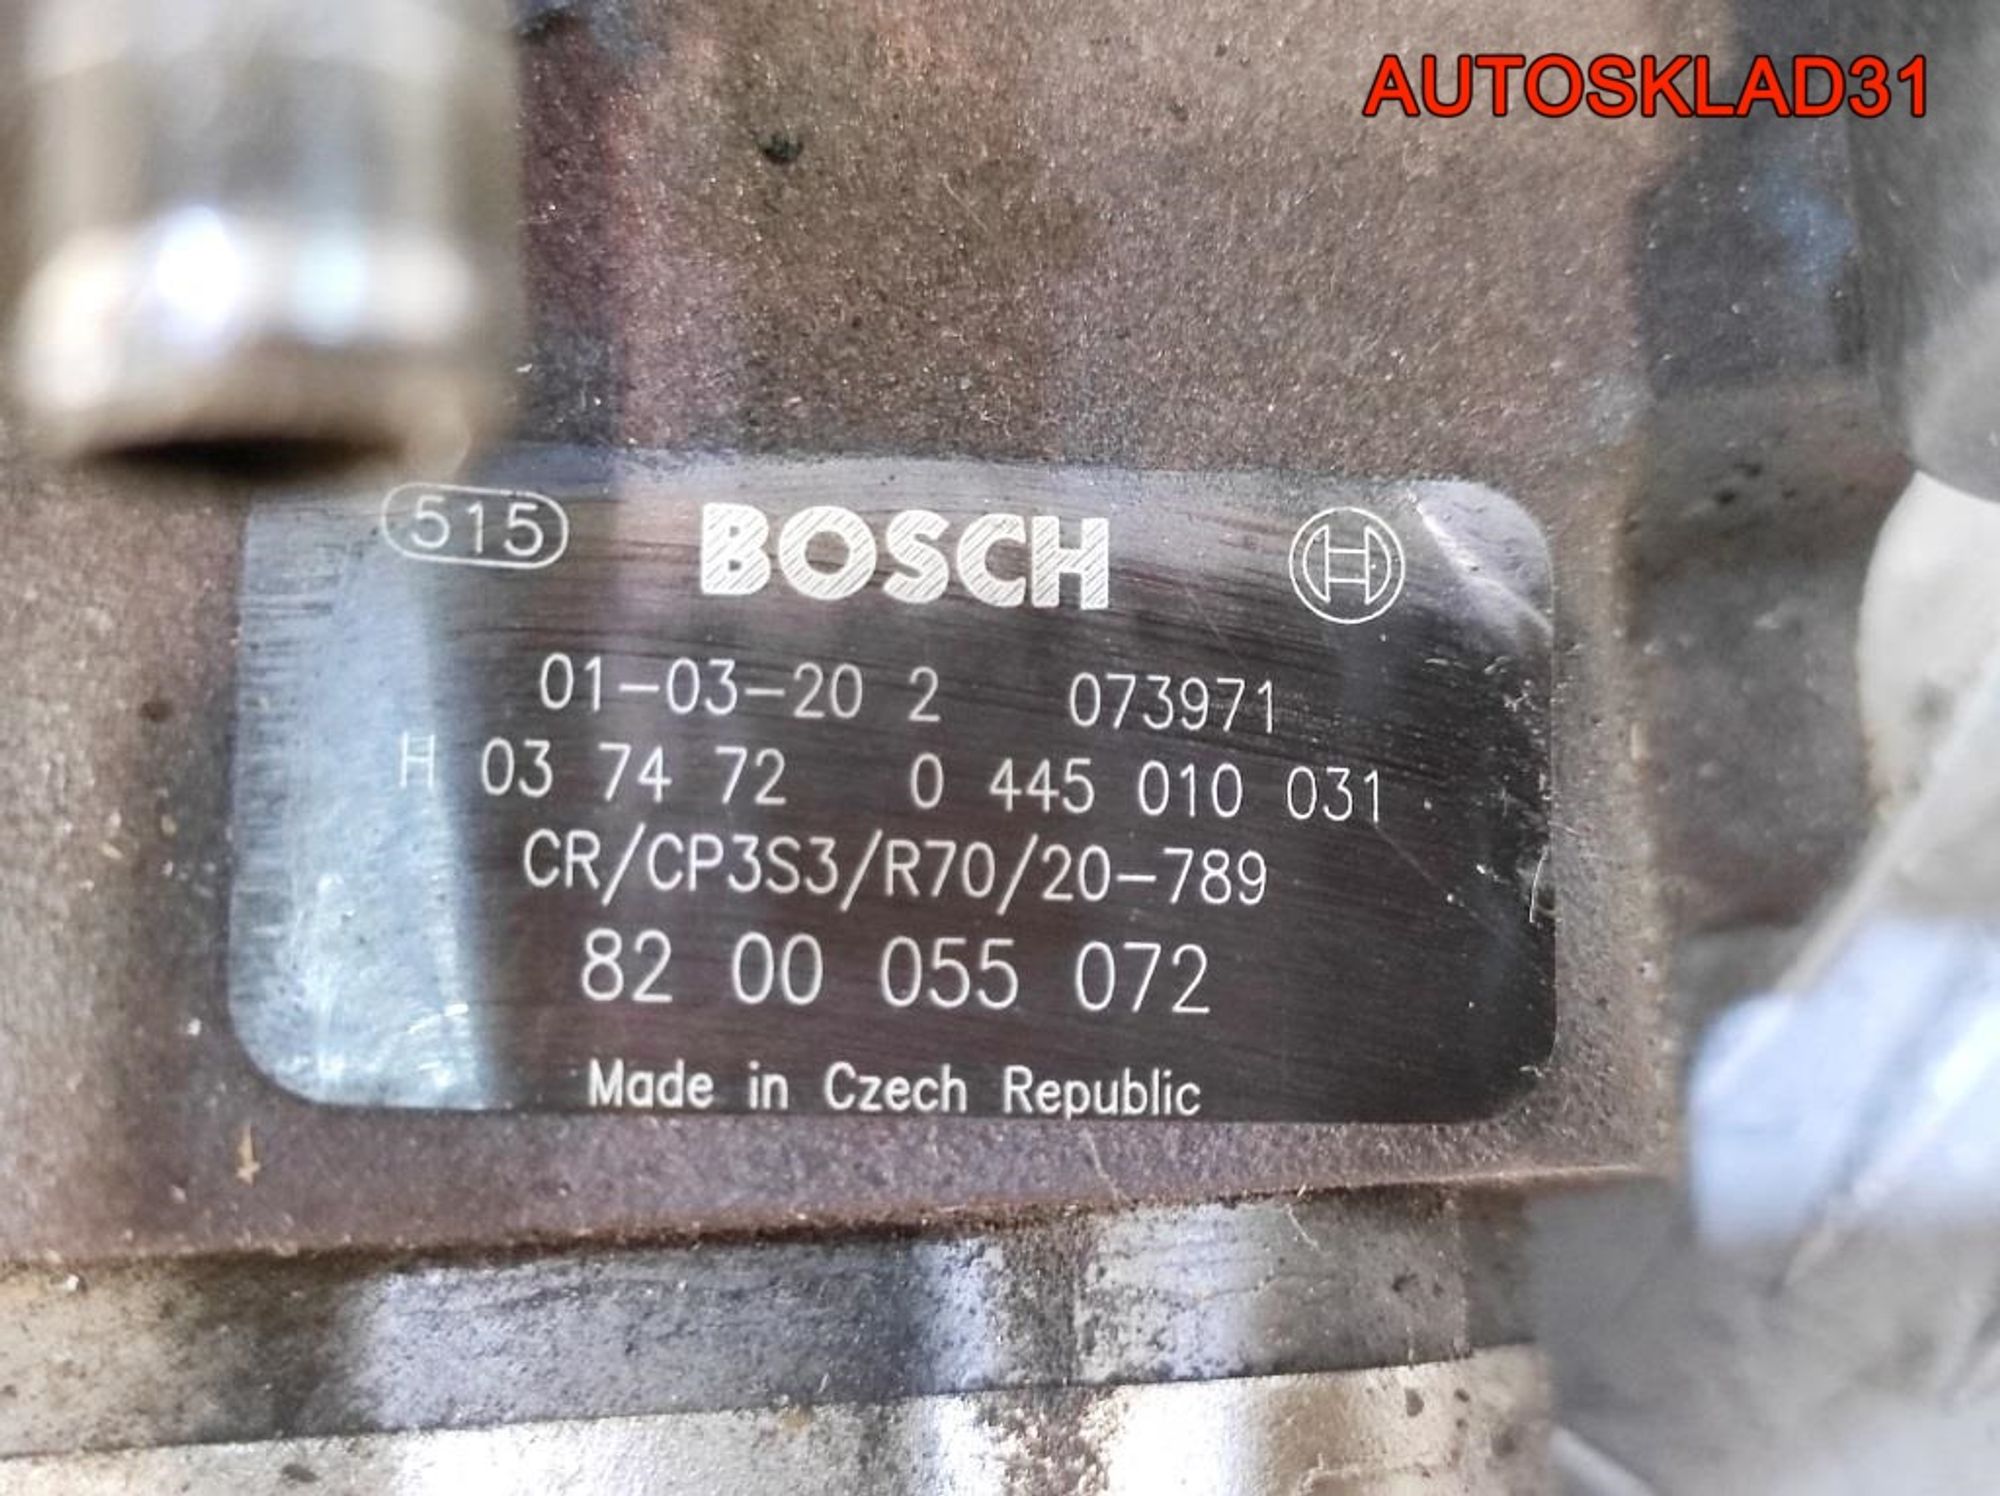 AUTOSKLAD31
515 BOSCH
01-03-20 2 073971
H 03 74 72 0 445 010 031
CR/CP3S3/R70/20-789
82 00 055 072
Made in Czech Republic